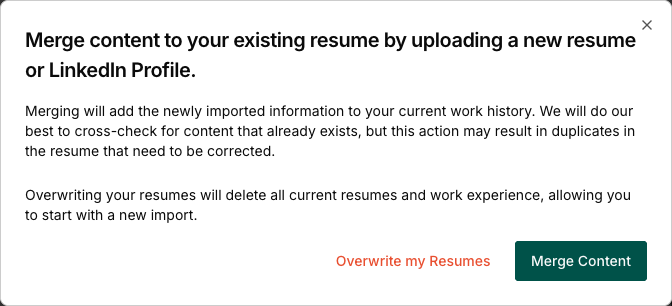 Merge content to your existing resume by uploading a new resume
or LinkedIn Profile.
Merging will add the newly imported information to your current work history. We will do our
best to cross-check for content that already exists, but this action may result in duplicates in
the resume that need to be corrected.
Overwriting your resumes will delete all current resumes and work experience, allowing you
to start with a new import.
Overwrite my Resumes
Merge Content